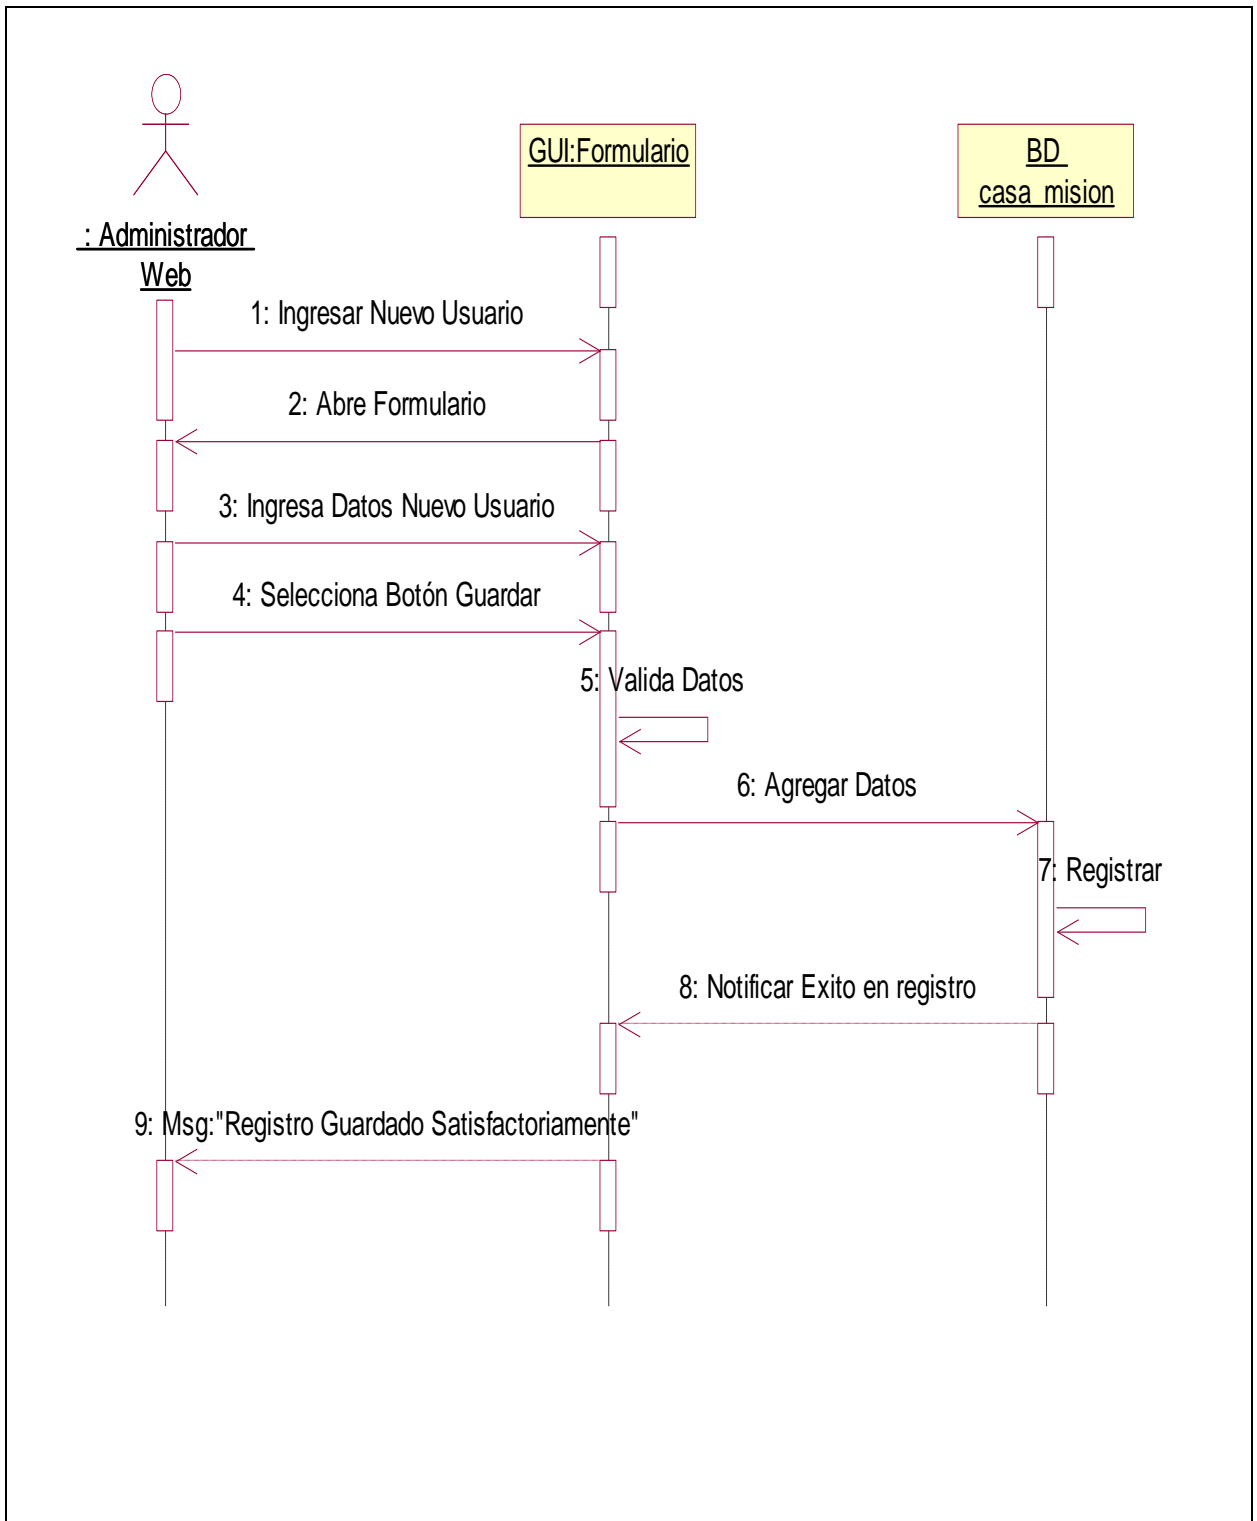 GUI:Formulario
BD
casa_mision
: Administrador
Web
1: Ingresar Nuevo Usuario
2: Abre Formulario
3: Ingresa Datos Nuevo Usuario
4: Selecciona Botón Guardar
5: Valida Datos
6: Agregar Datos
7: Registrar
8: Notificar Exito en registro
9: Msg:"Registro Guardado Satisfactoriamente"